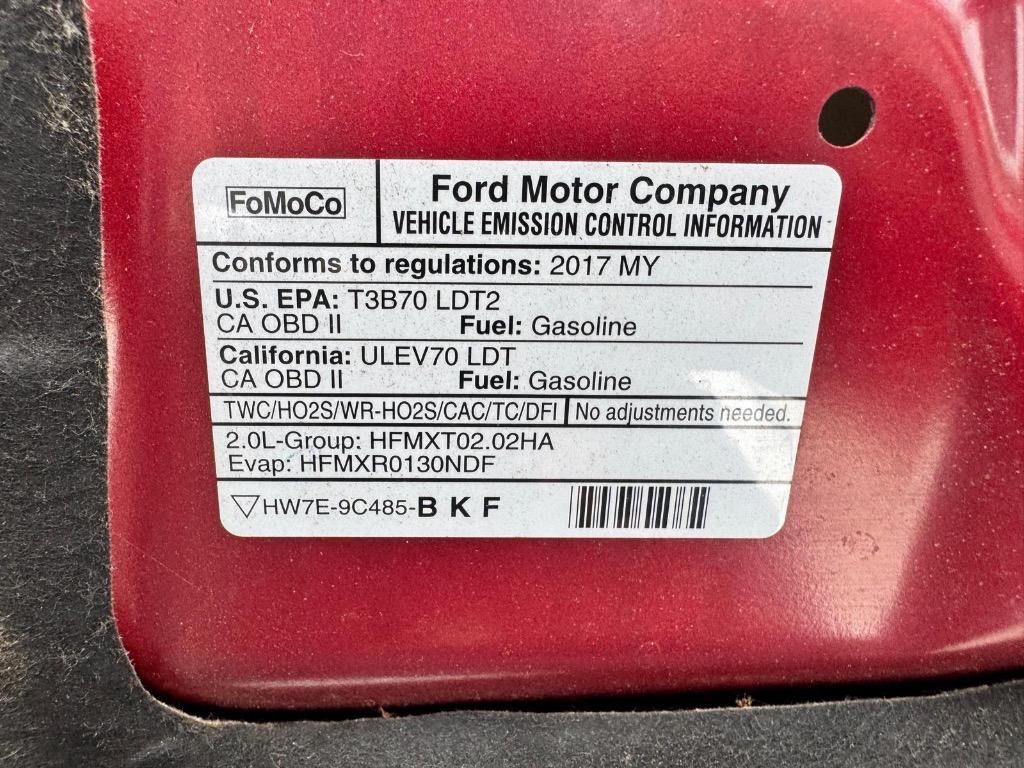 FoMoCo
Ford Motor Company
VEHICLE EMISSION CONTROL INFORMATION
Conforms to regulations: 2017 MY
U.S. EPA: T3B70 LDT2
CA OBD II Fuel: Gasoline
California: ULEV70 LDT
CA OBD II Fuel: Gasoline
TWC/HO2S/WR-HO2S/CAC/TC/DFI No adjustments needed.
2.0L-Group: HFMXT02.02HA
Evap: HFMXR0130NDF
HW7E-9C485-B K F